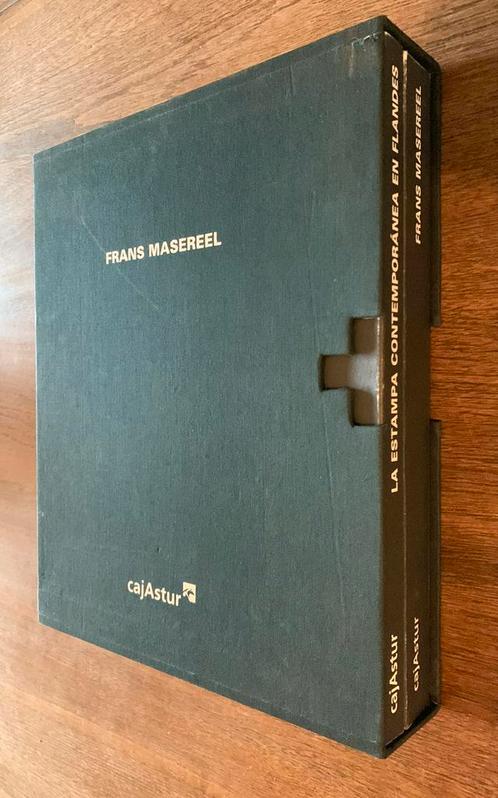 FRANS MASEREEL
cajAstur
LA ESTAMPA CONTEMPORÁNEA EN FLANDES
cajAstur
FRANS MASEREEL
cajAstur